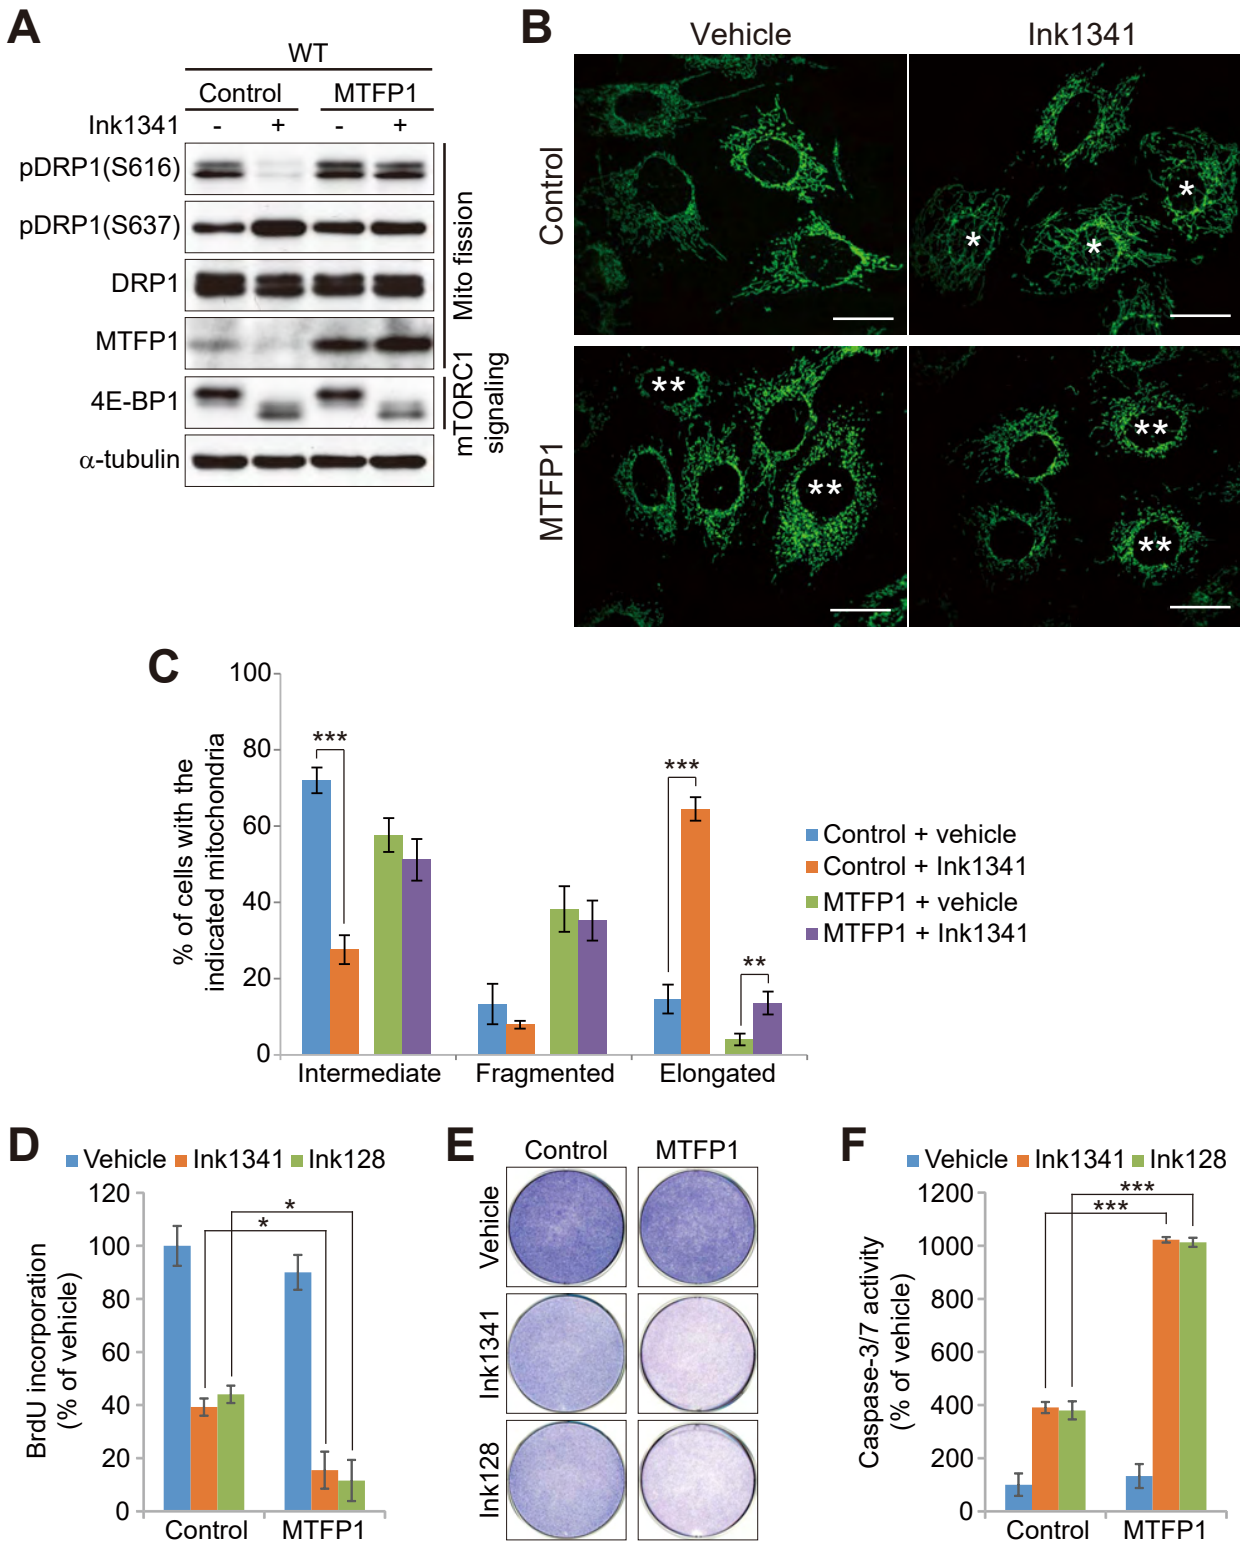 A
WT
Control MTFP1
Ink1341 - + - +
pDRP1(S616)
pDRP1(S637)
DRP1
MTFP1
4E-BP1
α-tubulin
Mito fission
mTORC1
signaling
B
Vehicle Ink1341
Control
* * *
MTFP1
** **
** **
C
% of cells with the
indicated mitochondria
100
80
60
40
20
0
*** *** **
Intermediate Fragmented Elongated
Control + vehicle
Control + Ink1341
MTFP1 + vehicle
MTFP1 + Ink1341
D
Vehicle Ink1341 Ink128
BrdU incorporation
(% of vehicle)
120
100
80
60
40
20
0
* *
Control MTFP1
E
Control MTFP1
Vehicle
Ink1341
Ink128
F
Vehicle Ink1341 Ink128
Caspase-3/7 activity
(% of vehicle)
1200
1000
800
600
400
200
0
***
***
Control MTFP1